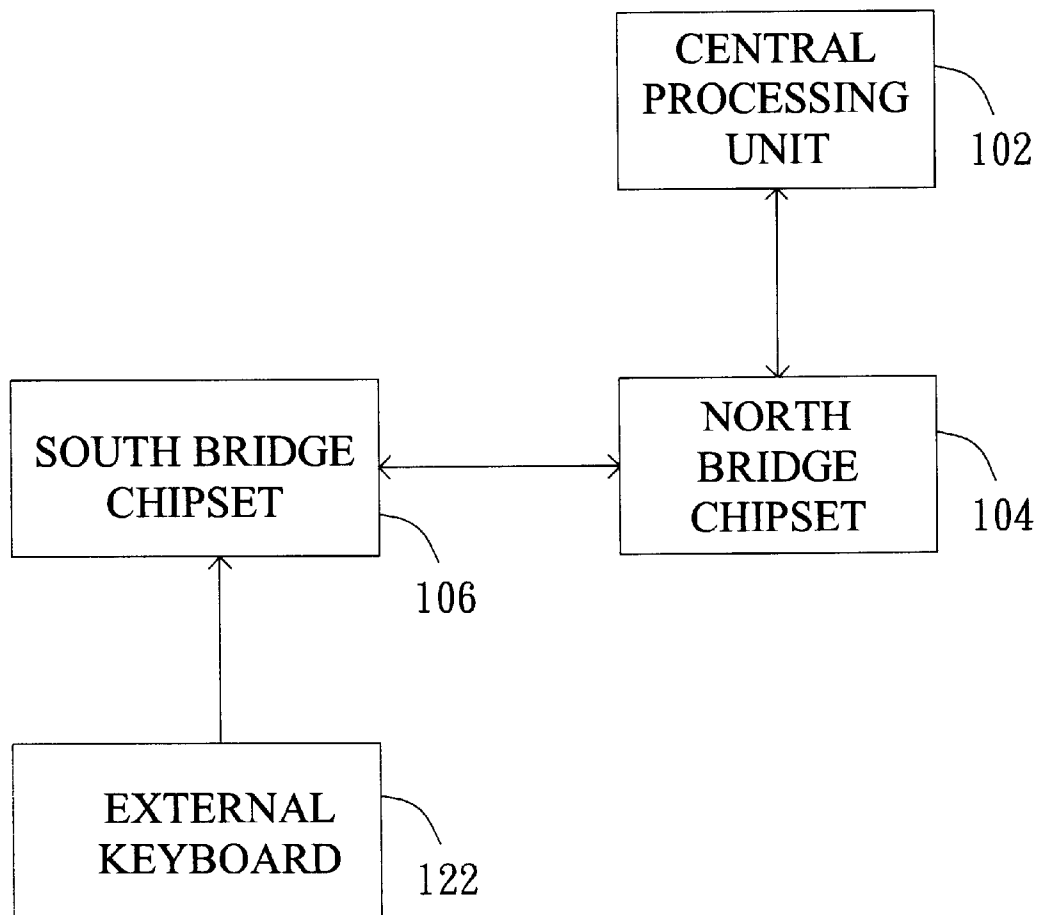 CENTRAL
PROCESSING
UNIT
102
SOUTH BRIDGE
CHIPSET
106
NORTH
BRIDGE
CHIPSET
104
EXTERNAL
KEYBOARD
122